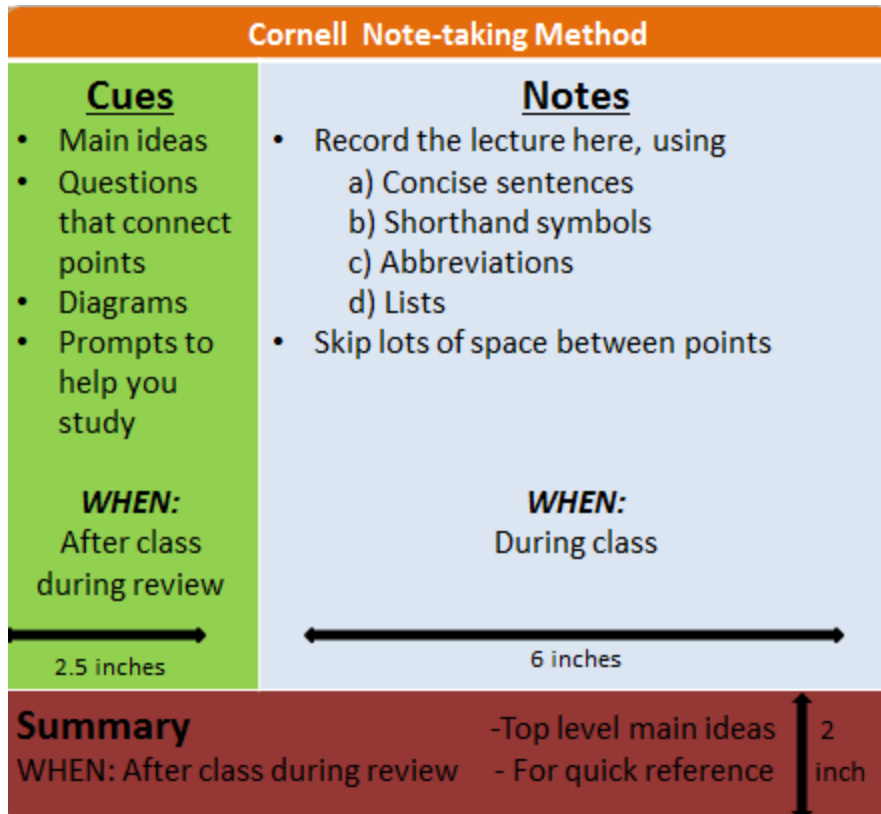 Cornell Note-taking Method
Cues
• Main ideas
• Questions
that connect
points
• Diagrams
• Prompts to
help you
study
WHEN:
After class
during review
2.5 inches
Notes
• Record the lecture here, using
a) Concise sentences
b) Shorthand symbols
c) Abbreviations
d) Lists
• Skip lots of space between points
WHEN:
During class
6 inches
Summary
WHEN: After class during review
-Top level main ideas
- For quick reference
2
inch